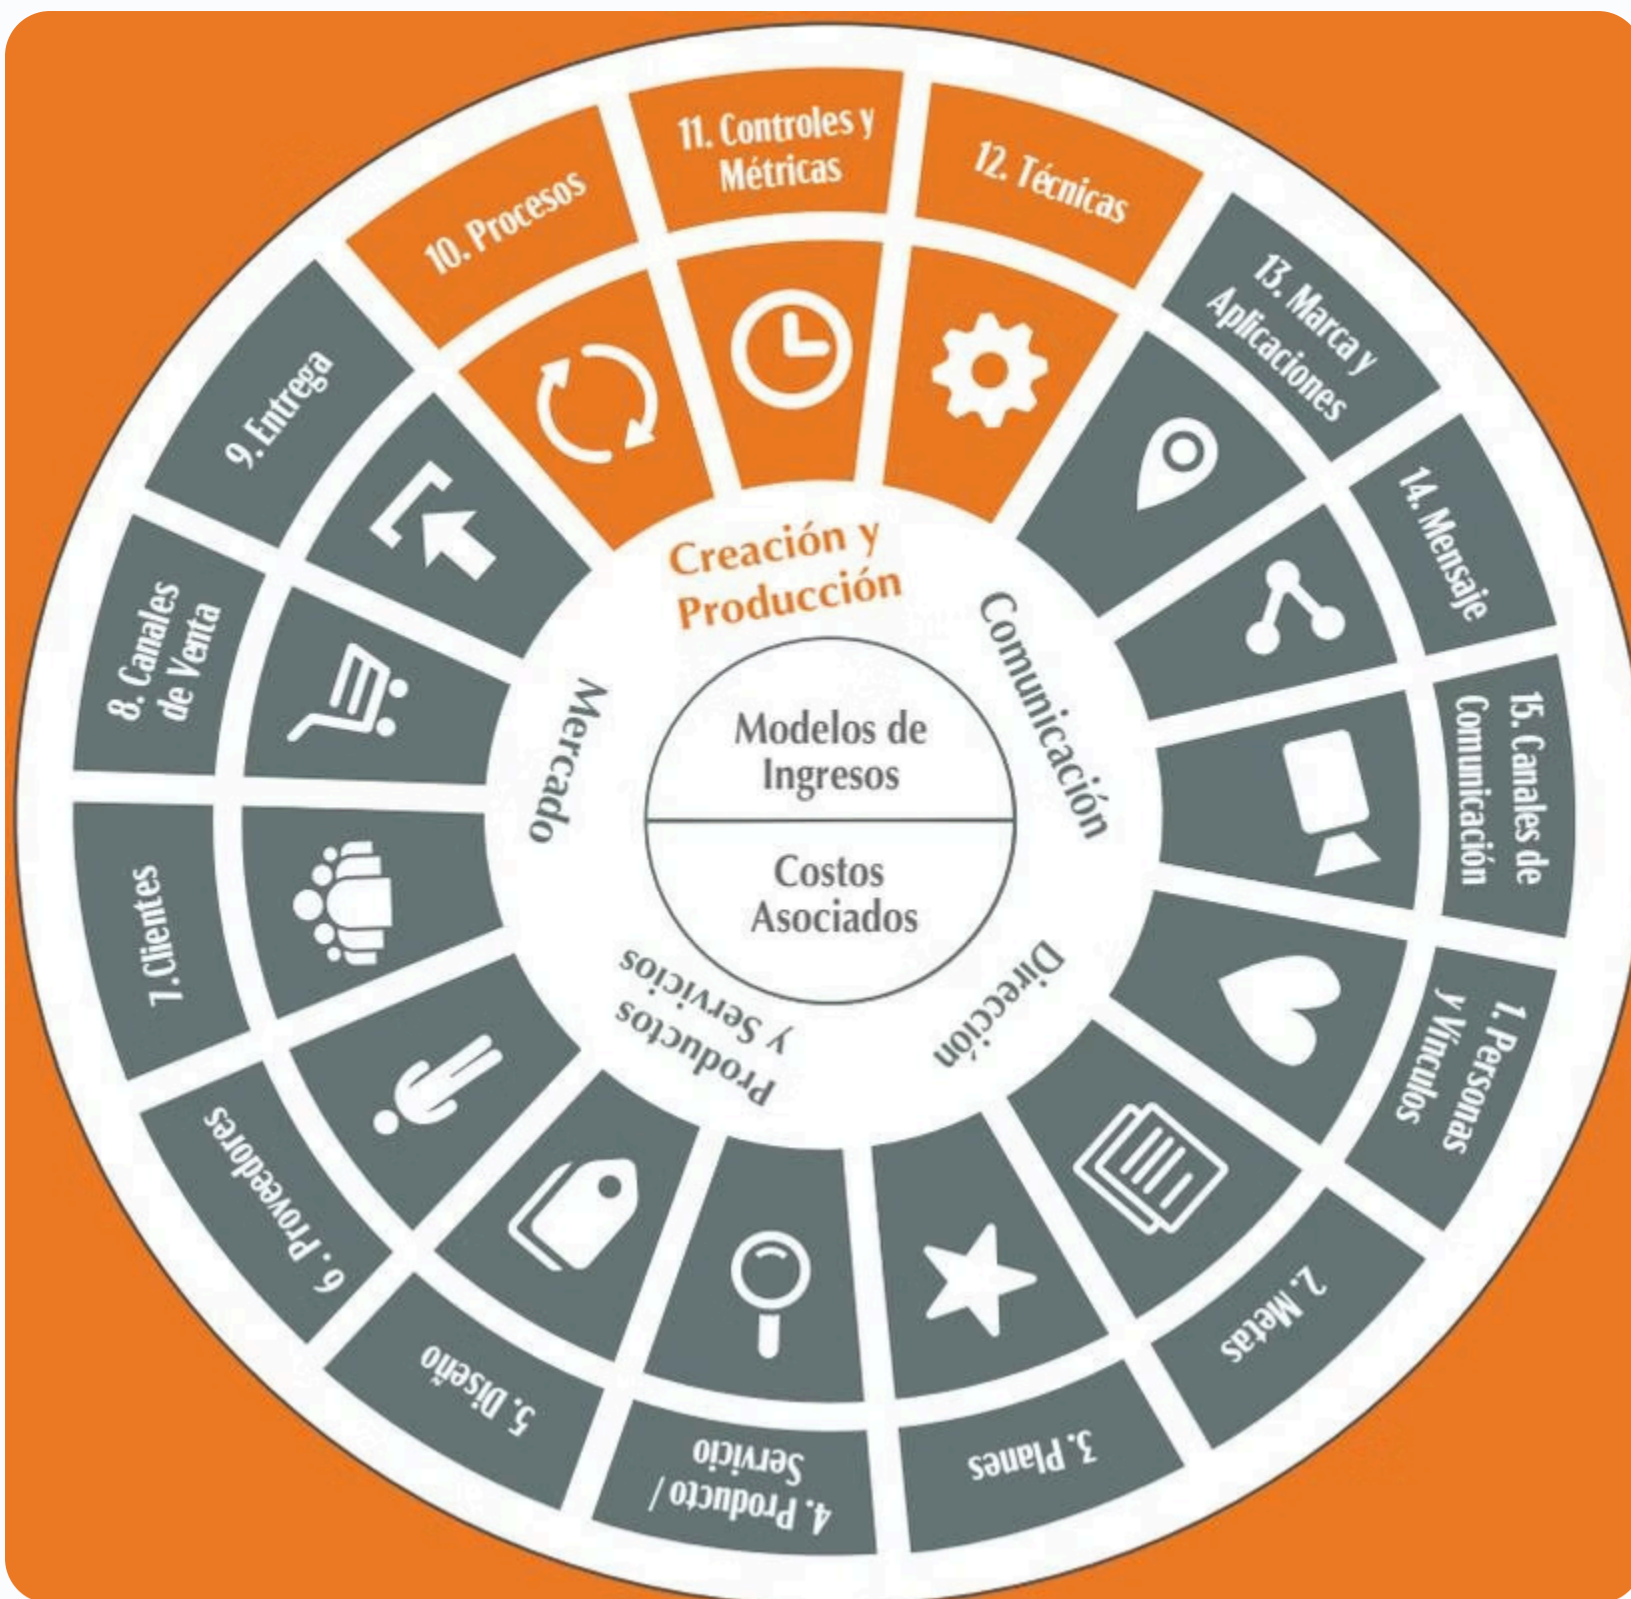 11. Controles y
Métricas
12. Técnicas
13. Marca y
Aplicaciones
14. Mensaje
15. Canales de
Comunicación
1. Personas
y Vínculos
2. Metas
3. Planes
4. Producto /
Servicio
5. Diseño
6. Proveedores
7.Clientes
8. Canales
de Venta
9.Entrega
10. Procesos
Creación y
Producción
Comunicación
Dirección
Productos
y Servicios
Mercado
Modelos de
Ingresos
Costos
Asociados